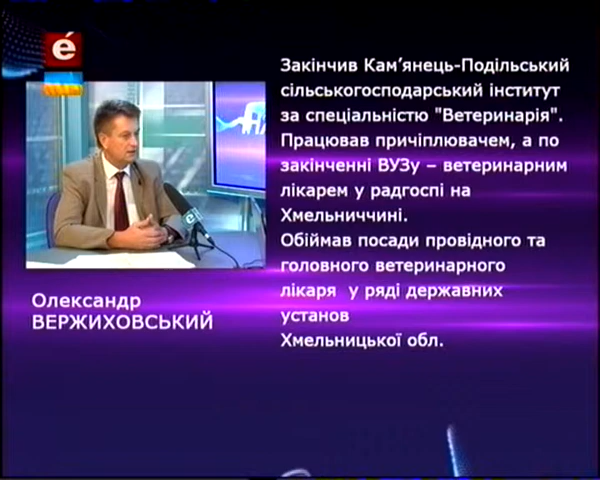 é
Закінчив Кам’янець-Подільський
сільськогосподарський інститут
за спеціальністю "Ветеринарія".
Працював причіплювачем, а по
закінченні ВУЗу – ветеринарним
лікарем у радгоспі на
Хмельниччині.
Обіймав посади провідного та
головного ветеринарного
лікаря у ряді державних
установ
Хмельницької обл.
Олександр
ВЕРЖИХОВСЬКИЙ
é